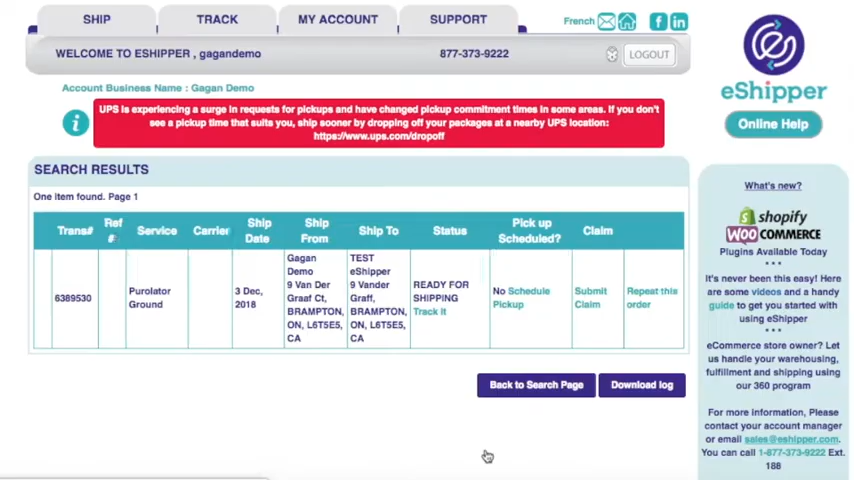 SHIP
TRACK
MY ACCOUNT
SUPPORT
French
WELCOME TO ESHIPPER , gagandemo
877-373-9222
LOGOUT
Account Business Name : Gagan Demo
UPS is experiencing a surge in requests for pickups and have changed pickup commitment times in some areas. If you don't
see a pickup time that suits you, ship sooner by dropping off your packages at a nearby UPS location:
https://www.ups.com/dropoff
SEARCH RESULTS
One item found. Page 1
Trans#
Ref
#
Service
Carrier
Ship
Date
Ship
From
Ship To
Status
Pick up
Scheduled?
Claim
6389530
Purolator
Ground
3 Dec,
2018
Gagan
Demo
9 Van Der
Graaf Ct,
BRAMPTON,
ON, L6T5E5,
CA
TEST
eShipper
9 Vander
Graff,
BRAMPTON,
ON, L6T5E5,
CA
READY FOR
SHIPPING
Track It
No Schedule
Pickup
Submit
Claim
Repeat this
order
Back to Search Page
Download log
eShipper
Online Help
What's new?
shopify
WOO COMMERCE
Plugins Available Today
* * *
It's never been this easy! Here
are some videos and a handy
guide to get you started with
using eShipper
* * *
eCommerce store owner? Let
us handle your warehousing,
fulfillment and shipping using
our 360 program
For more information, Please
contact your account manager
or email sales@eshipper.com.
You can call 1-877-373-9222 Ext.
188